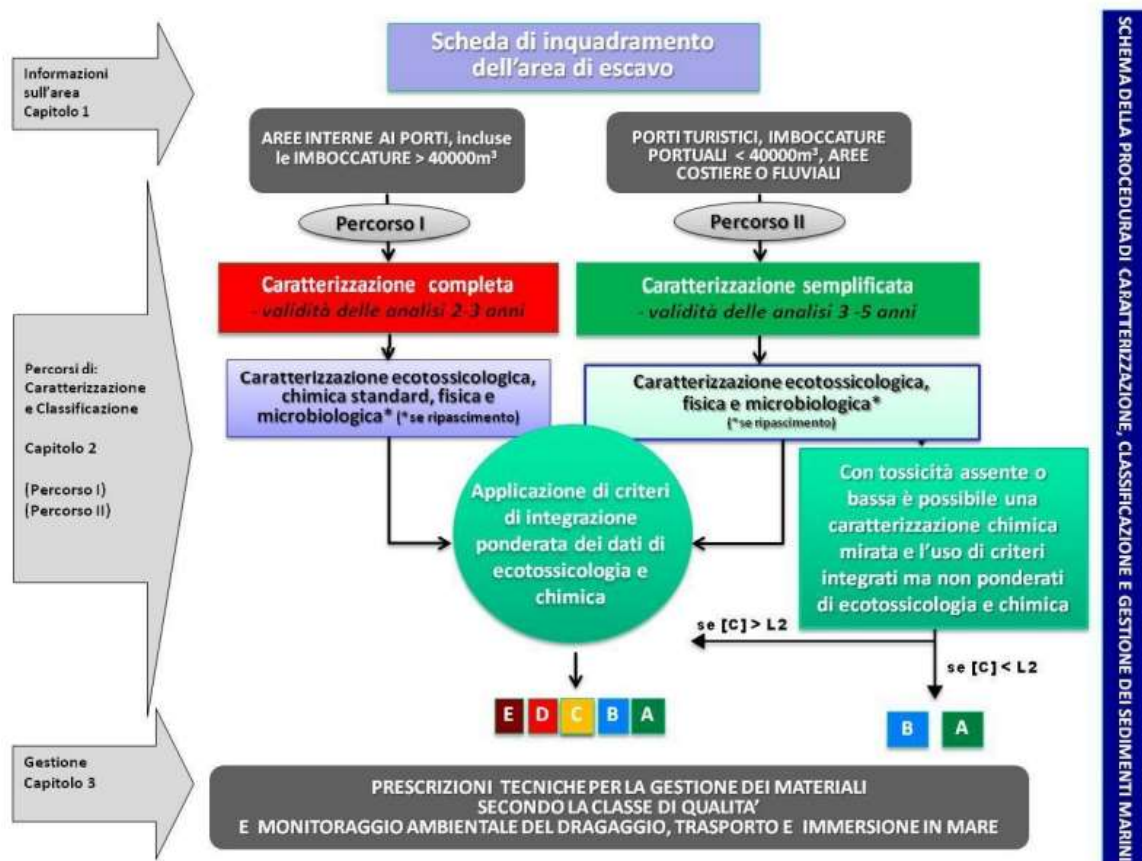 Scheda di inquadramento
dell'area di escavo
Informazioni
sull'area
Capitolo 1
AREE INTERNE AI PORTI, incluse
le IMBOCCATURE > 40000m³
PORTI TURISTICI, IMBOCCATURE
PORTUALI < 40000m³, AREE
COSTIERE O FLUVIALI
Percorso I
Percorso II
Caratterizzazione completa
- validità delle analisi 2-3 anni
Caratterizzazione semplificata
- validità delle analisi 3 -5 anni
Percorsi di:
Caratterizzazione
e Classificazione
Capitolo 2
(Percorso I)
(Percorso II)
Caratterizzazione ecotossicologica,
chimica standard, fisica e
microbiologica* (*se ripascimento)
Caratterizzazione ecotossicologica,
fisica e microbiologica*
(*se ripascimento)
Applicazione di criteri
di integrazione
ponderata dei dati di
ecotossicologia e
chimica
Con tossicità assente o
bassa è possibile una
caratterizzazione chimica
mirata e l'uso di criteri
integrati ma non ponderati
di ecotossicologia e chimica
se [C] > L2
se [C] < L2
E D C B A
B A
Gestione
Capitolo 3
PRESCRIZIONI TECNICHE PER LA GESTIONE DEI MATERIALI
SECONDO LA CLASSE DI QUALITA'
E MONITORAGGIO AMBIENTALE DEL DRAGAGGIO, TRASPORTO E IMMERSIONE IN MARE
SCHEMA DELLA PROCEDURA DI CARATTERIZZAZIONE, CLASSIFICAZIONE E GESTIONE DEI SEDIMENTI MARINI